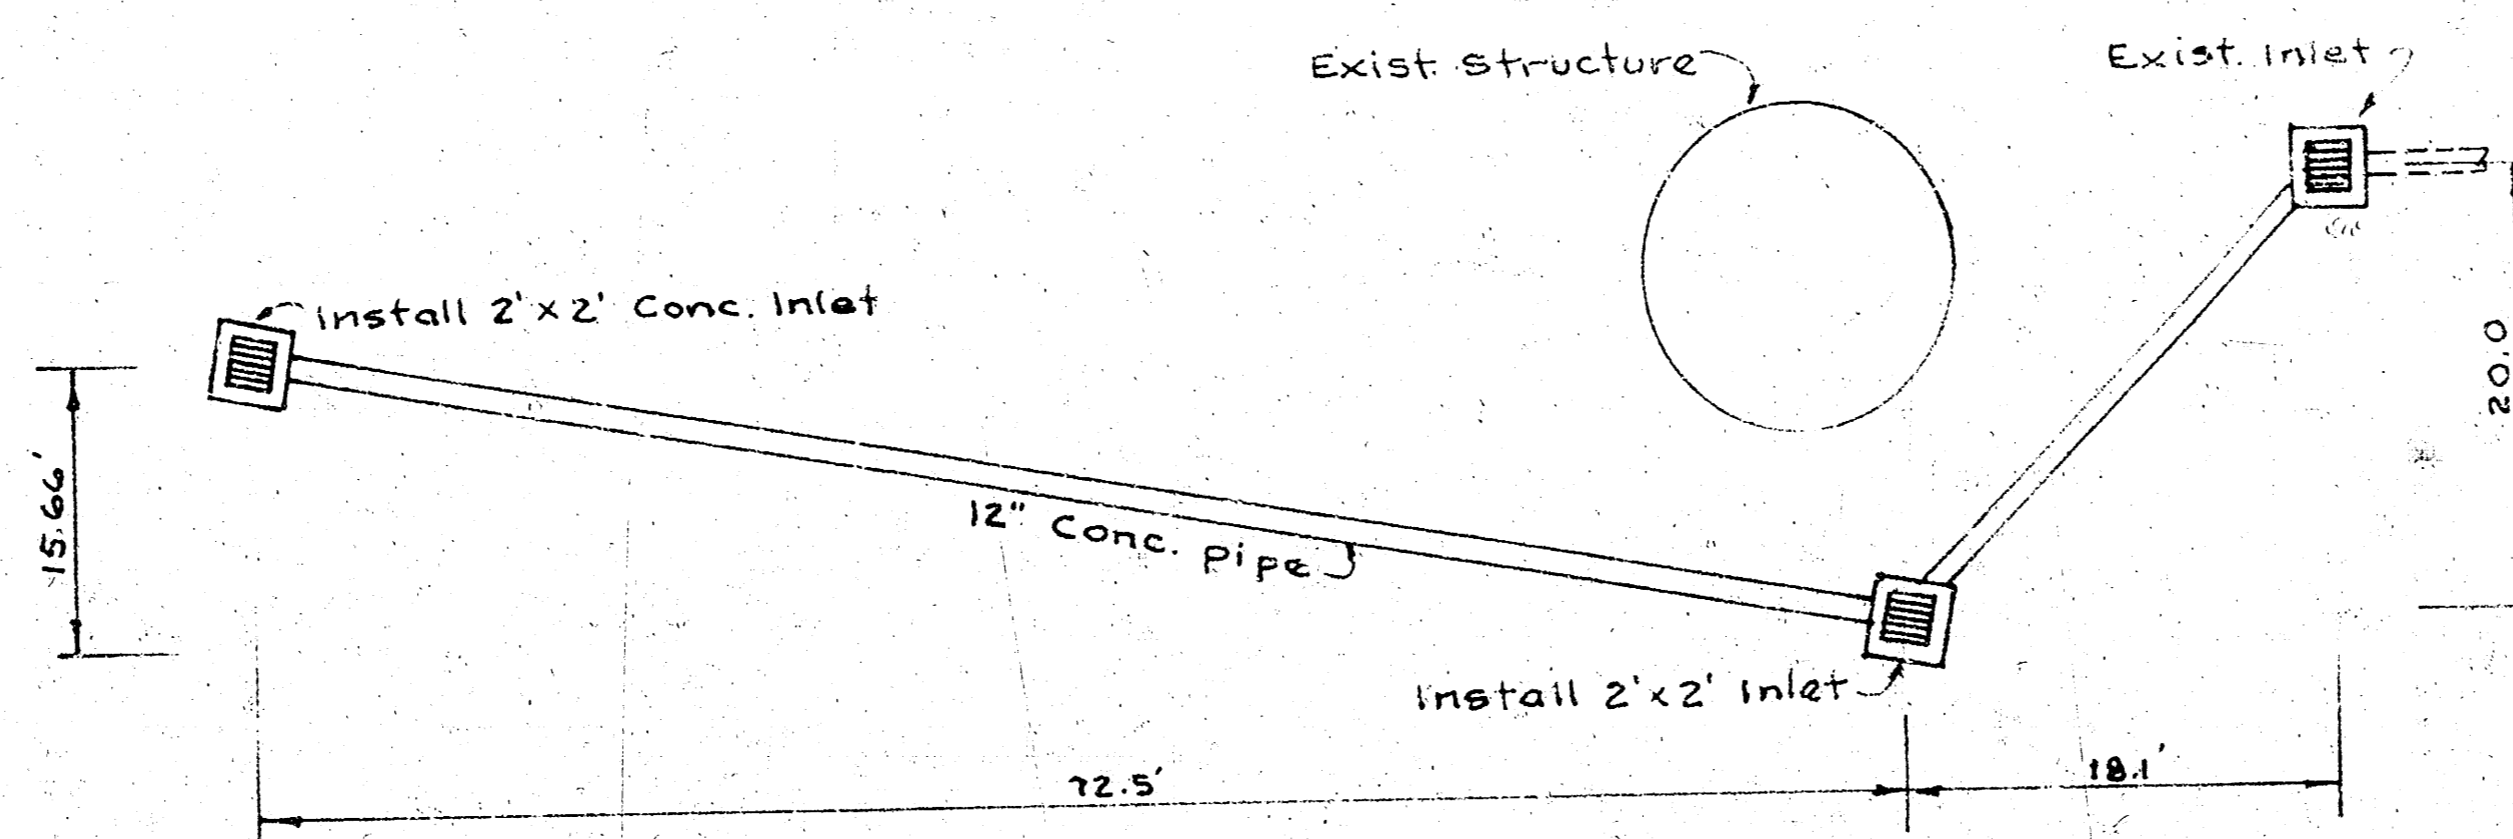 Exist. Structure
Exist. Inlet
Install 2'x2' Conc. Inlet
15.66'
20.0
12" Conc. Pipe
Install 2'x2' Inlet
72.5'
18.1'